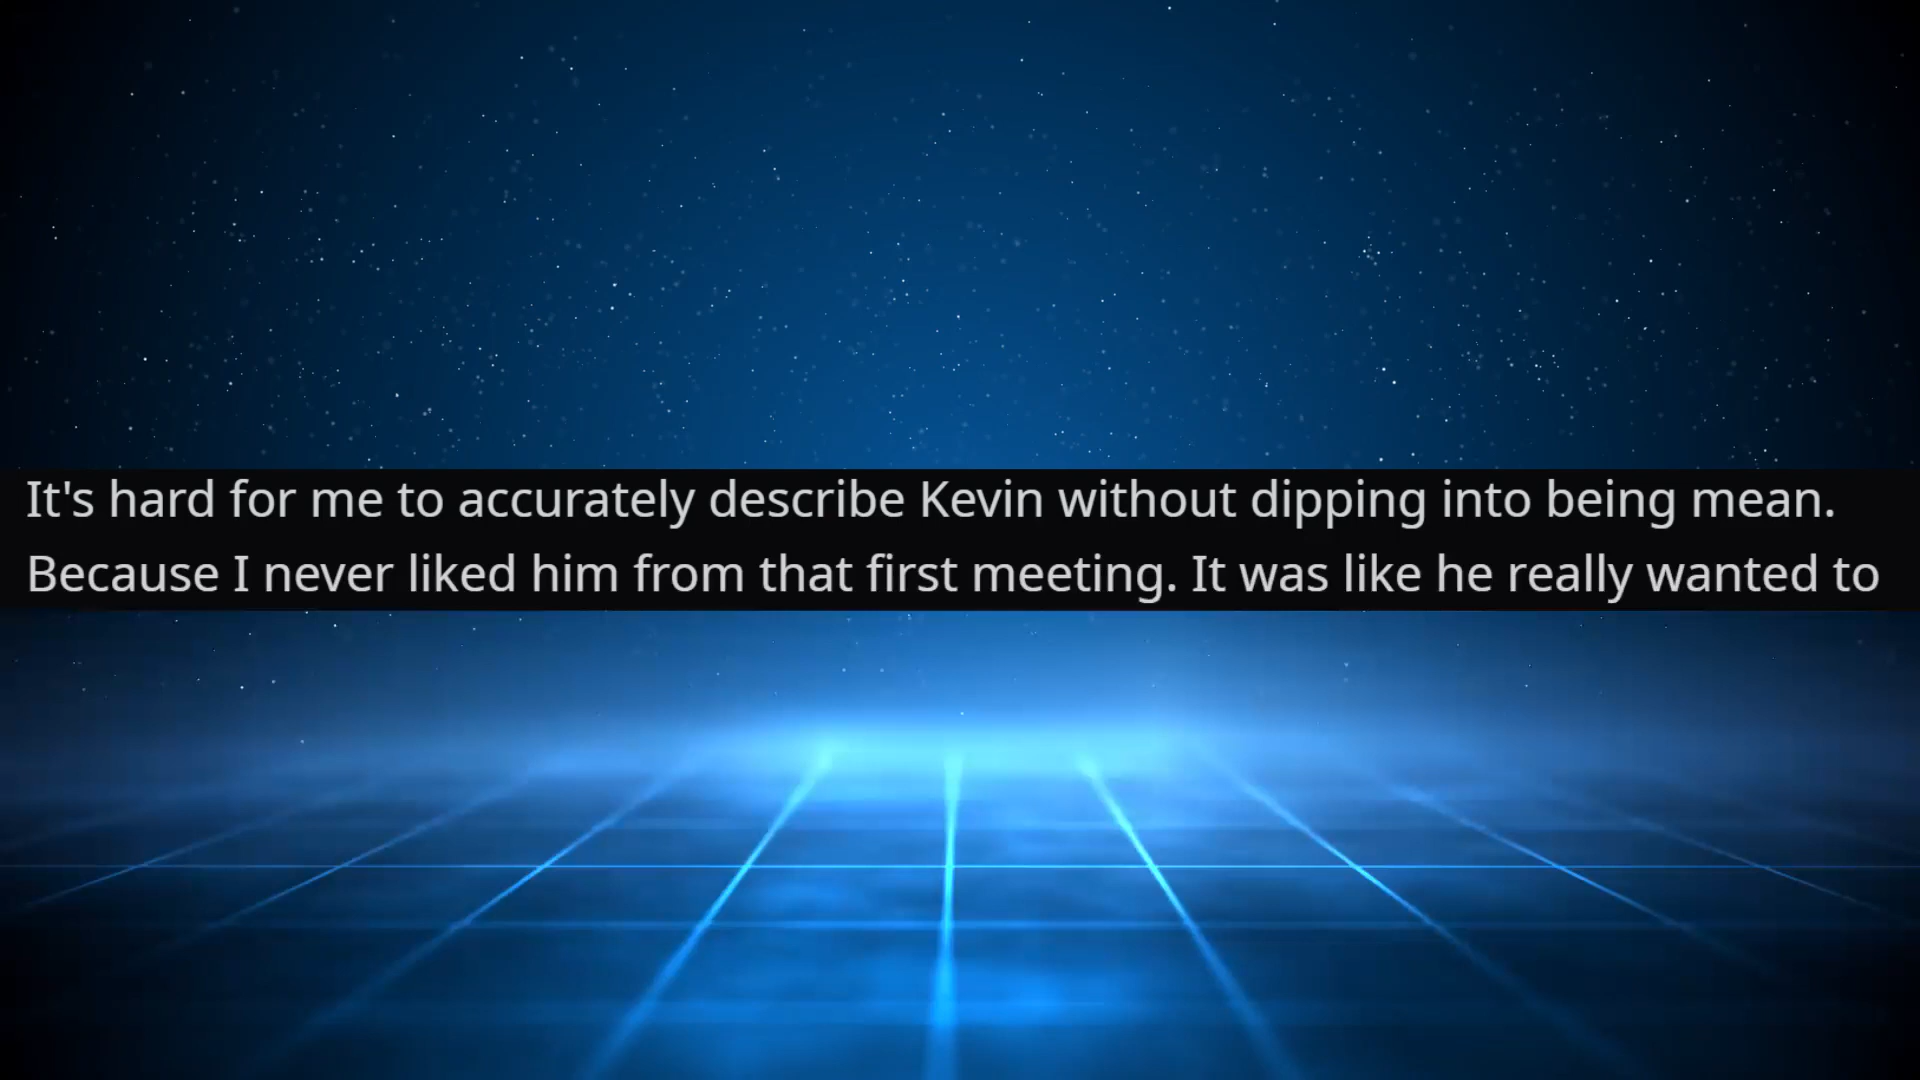 It's hard for me to accurately describe Kevin without dipping into being mean.
Because I never liked him from that first meeting. It was like he really wanted to